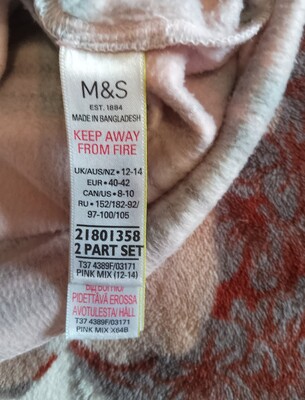 M&S
EST. 1884
MADE IN BANGLADESH
KEEP AWAY
FROM FIRE
UK/AUS/NZ • 12-14
EUR • 40-42
CAN/US • 8-10
RU • 152/182-92/
97-100/105
21801358
2 PART SET
T37 4389F/03171
PINK MIX (12-14)
PIDETTÄVÄ EROSSA
AVOTULESTA/ HÅLL
T37 4389F/03171
PINK MIX X64B